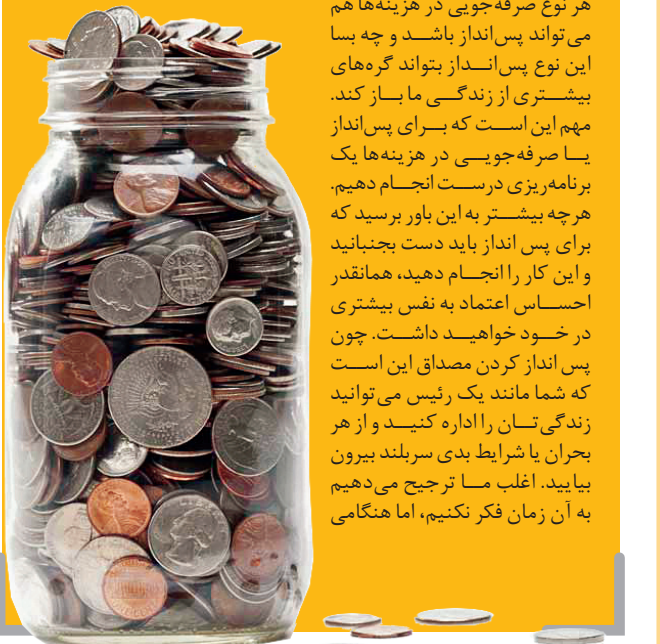 هر نوع صرفه‌جویی در هزینه‌ها هم
می‌تواند پس‌انداز باشد و چه بسا
این نوع پس‌انداز بتواند گره‌های
بیشتری از زندگی ما باز کند.
مهم این است که برای پس‌انداز
یا صرفه‌جویی در هزینه‌ها یک
برنامه‌ریزی درست انجام دهیم.
هرچه بیشتر به این باور برسید که
برای پس انداز باید دست بجنبانید
و این کار را انجام دهید، همانقدر
احساس اعتماد به نفس بیشتری
در خود خواهید داشت. چون
پس انداز کردن مصداق این است
که شما مانند یک رئیس می‌توانید
زندگی‌تان را اداره کنید و از هر
بحران یا شرایط بدی سربلند بیرون
بیایید. اغلب ما ترجیح می‌دهیم
به آن زمان فکر نکنیم، اما هنگامی